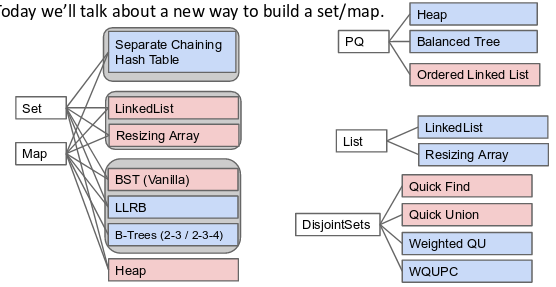 Today we'll talk about a new way to build a set/map.
Separate Chaining
Hash Table
Set
Map
LinkedList
Resizing Array
BST (Vanilla)
LLRB
B-Trees (2-3 / 2-3-4)
Heap
PQ
Heap
Balanced Tree
Ordered Linked List
List
LinkedList
Resizing Array
DisjointSets
Quick Find
Quick Union
Weighted QU
WQUPC